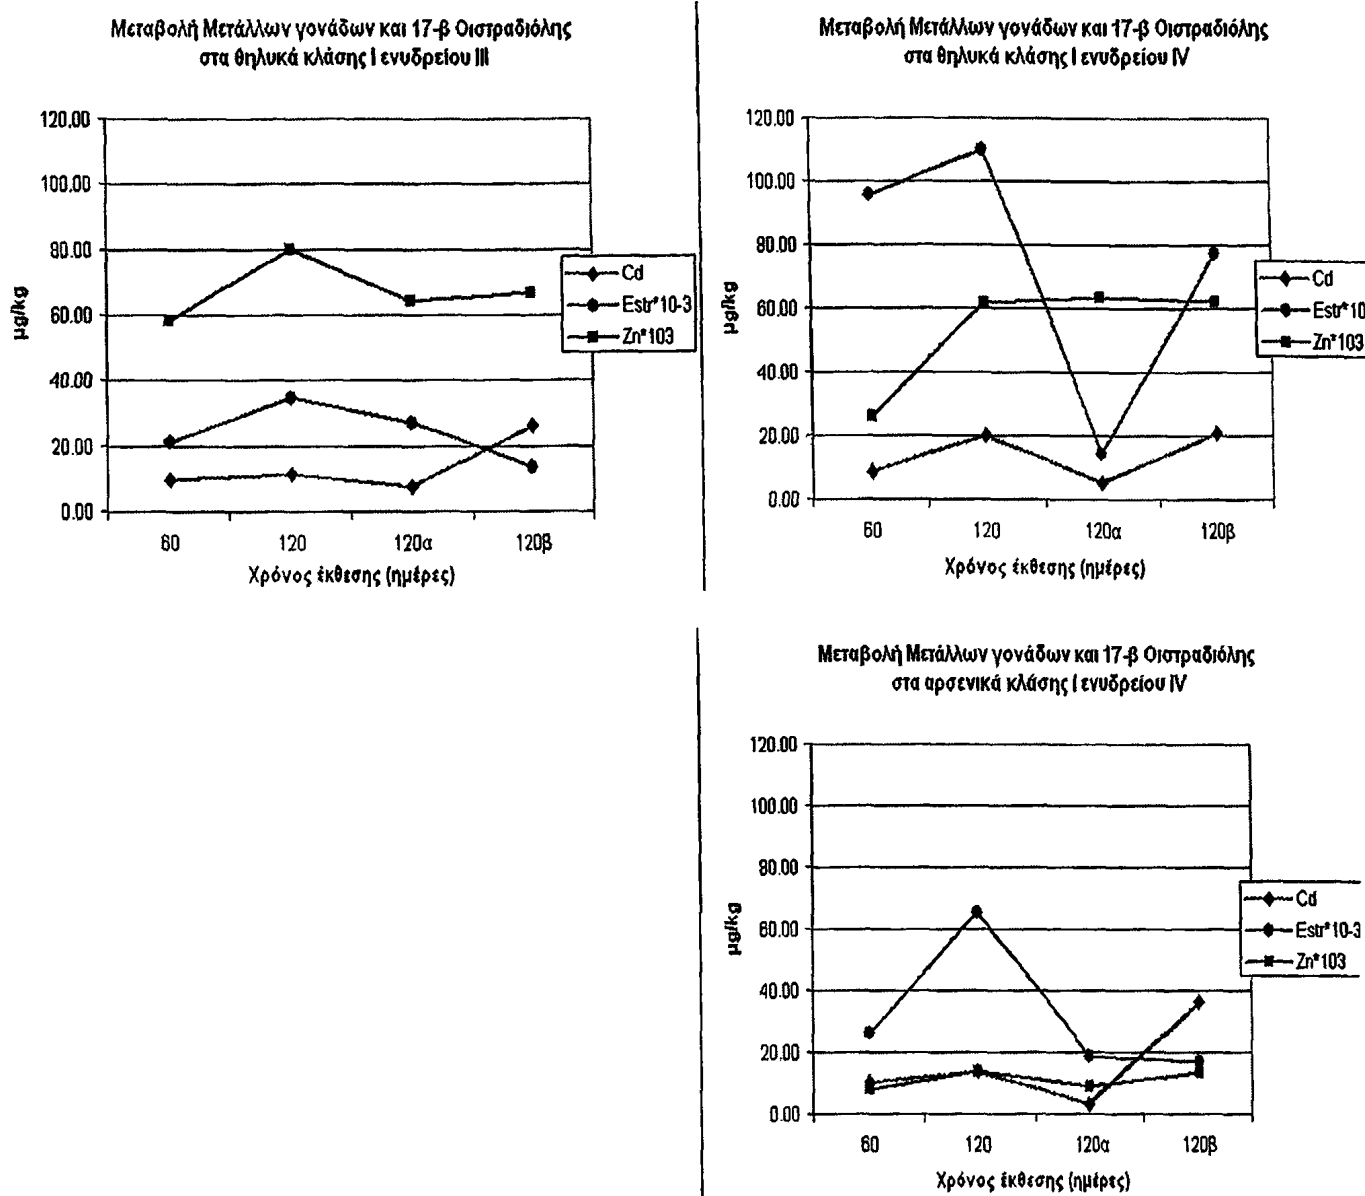 Μεταβολή Μετάλλων γονάδων και 17-β Οιστραδιόλης
στα θηλυκά κλάσης Ι ενυδρείου ΙΙΙ
120.00
100.00
80.00
60.00
40.00
20.00
0.00
μg/kg
60 120 120α 120β
Χρόνος έκθεσης (ημέρες)
Cd
Estr*10-3
Zn*103
Μεταβολή Μετάλλων γονάδων και 17-β Οιστραδιόλης
στα θηλυκά κλάσης Ι ενυδρείου IV
120.00
100.00
80.00
60.00
40.00
20.00
0.00
μg/kg
60 120 120α 120β
Χρόνος έκθεσης (ημέρες)
Cd
Estr*10
Zn*103
Μεταβολή Μετάλλων γονάδων και 17-β Οιστραδιόλης
στα αρσενικά κλάσης Ι ενυδρείου IV
120.00
100.00
80.00
60.00
40.00
20.00
0.00
μg/kg
60 120 120α 120β
Χρόνος έκθεσης (ημέρες)
Cd
Estr*10-3
Zn*103